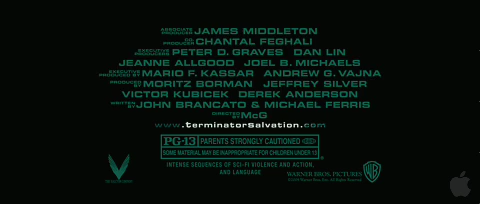 ASSOCIATE PRODUCER JAMES MIDDLETON
CO-PRODUCER CHANTAL FEGHALI
EXECUTIVE PRODUCERS PETER D. GRAVES DAN LIN
JEANNE ALLGOOD JOEL B. MICHAELS
EXECUTIVE PRODUCED BY MARIO F. KASSAR ANDREW G. VAJNA
PRODUCED BY MORITZ BORMAN JEFFREY SILVER
VICTOR KUBICEK DEREK ANDERSON
WRITTEN BY JOHN BRANCATO & MICHAEL FERRIS
DIRECTED BY McG
www.terminatorsalvation.com
PG-13 PARENTS STRONGLY CAUTIONED
SOME MATERIAL MAY BE INAPPROPRIATE FOR CHILDREN UNDER 13
INTENSE SEQUENCES OF SCI-FI VIOLENCE AND ACTION,
AND LANGUAGE
WARNER BROS. PICTURES